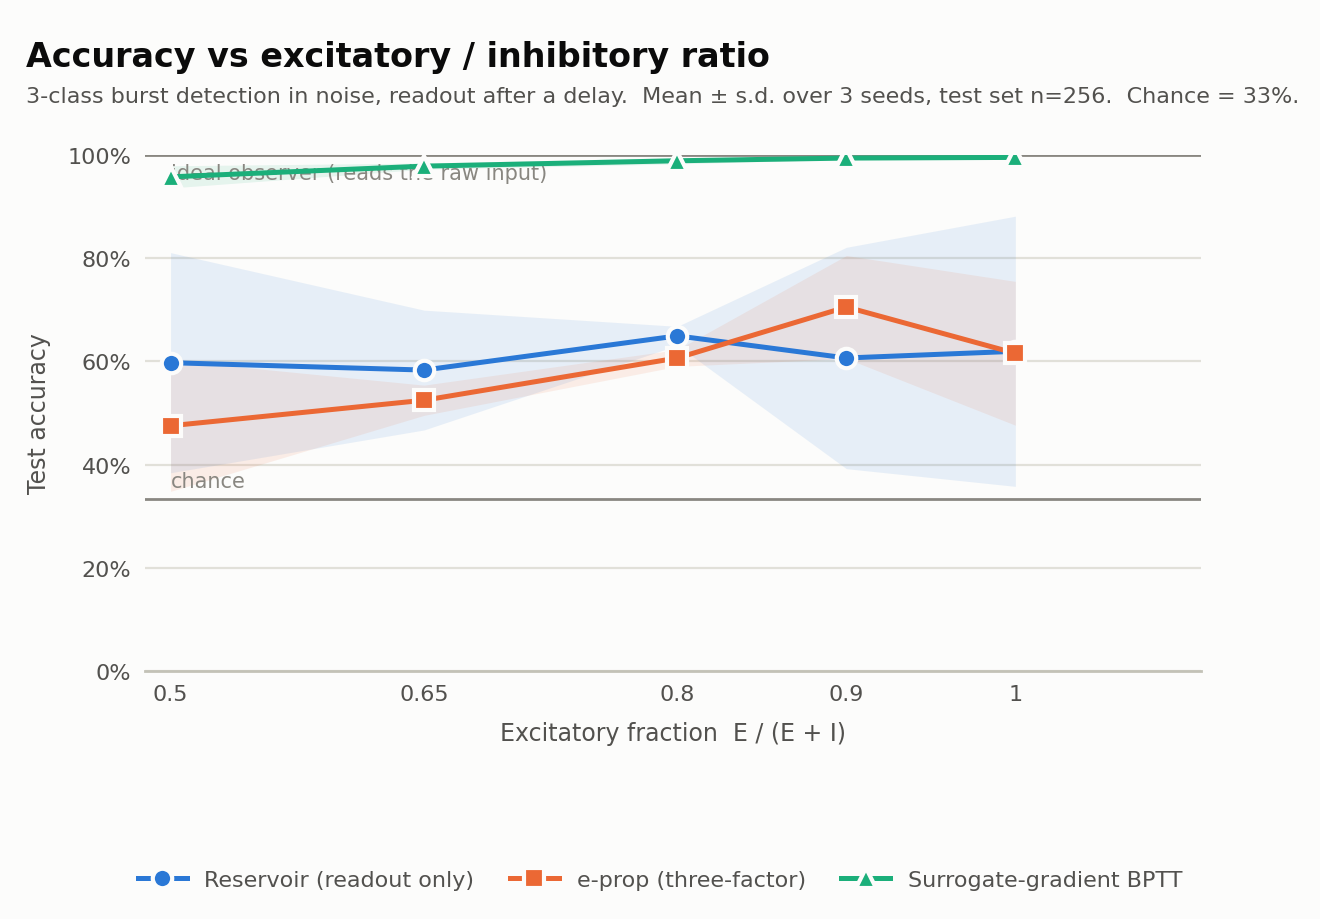 Accuracy vs excitatory / inhibitory ratio
3-class burst detection in noise, readout after a delay.  Mean ± s.d. over 3 seeds, test set n=256.  Chance = 33%.
100%
ideal observer (reads the raw input)
80%
60%
40%
chance
20%
0%
Test accuracy
0.5 0.65 0.8 0.9 1
Excitatory fraction  E / (E + I)
Reservoir (readout only) e-prop (three-factor) Surrogate-gradient BPTT